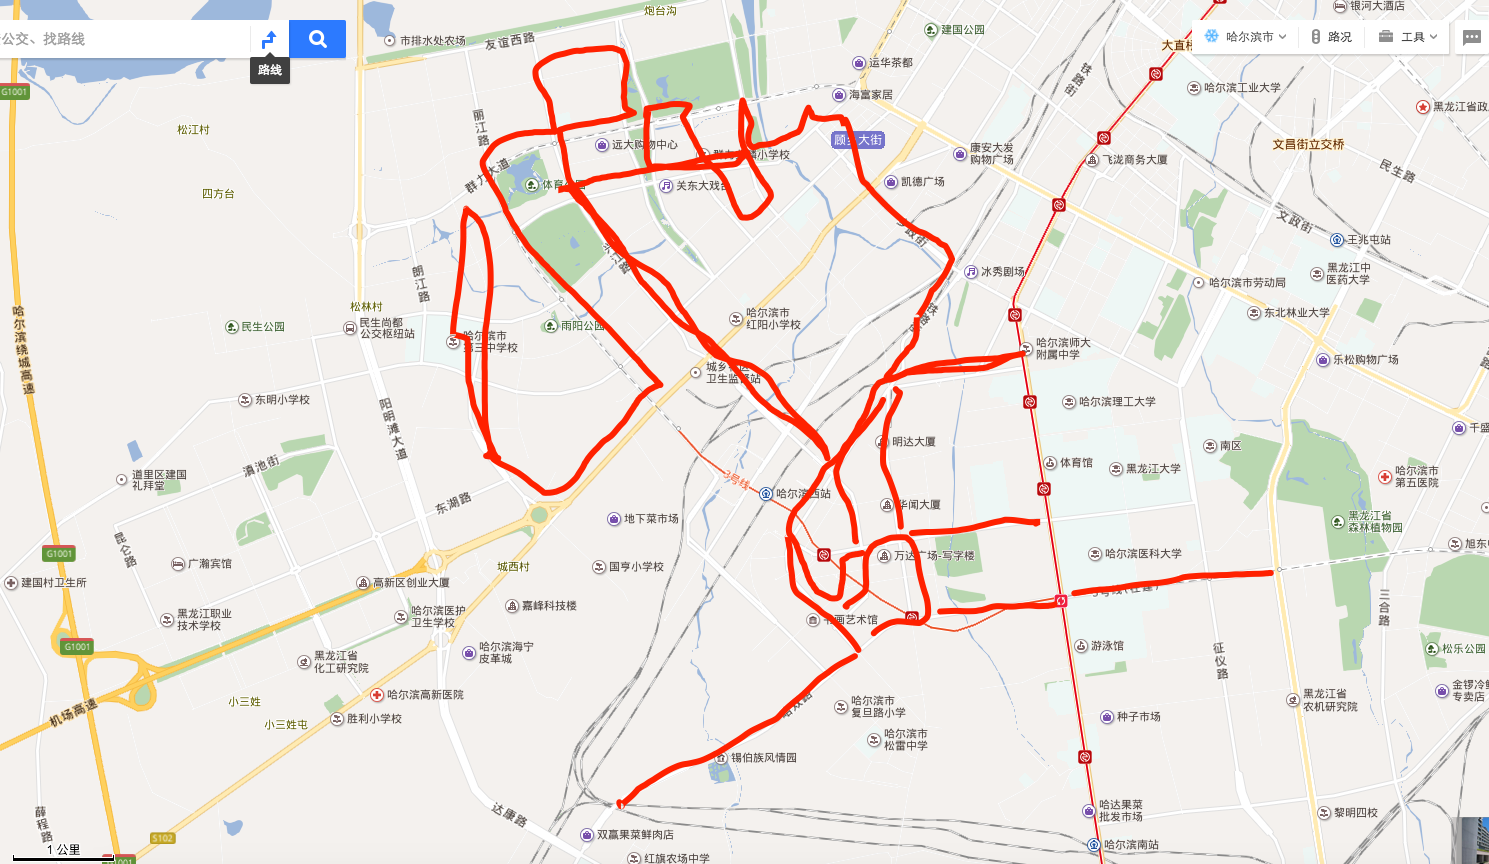 炮台沟
银河大酒店
公交、找路线
市排水处农场
友谊西路
建国公园
大直
哈尔滨市
路况
工具
路线
运华茶都
铁路街
哈尔滨工业大学
G1001
海富家居
黑龙江省政
松江村
丽江路
远大购物中心
康安大发
购物广场
飞泷商务大厦
文昌街立交桥
民生路
群力大道
体育公园
关东大戏台
凯德广场
四方台
文政街
王兆屯站
朗江路
冰秀剧场
黑龙江中
医药大学
哈尔滨市劳动局
松林村
民生公园
民生尚都
公交枢纽站
雨阳公园
哈尔滨市
红阳小学校
东北林业大学
哈尔滨绕城高速
哈尔滨市
第三中学校
哈尔滨师大
附属中学
乐松购物广场
卫生监督站
东明小学校
阳明滩大道
哈尔滨理工大学
明达大厦
南区
千盛
道里区建国
礼拜堂
体育馆
黑龙江大学
哈尔滨市
第五医院
3号线
哈尔滨西站
东湖路
华闻大厦
地下菜市场
黑龙江省
森林植物园
昆仑路
旭东
G1001
广瀚宾馆
万达广场-写字楼
哈尔滨医科大学
城西村
国亨小学校
建国村卫生所
高新区创业大厦
三合路
嘉峰科技楼
黑龙江职业
技术学校
哈尔滨医护
卫生学校
书画艺术馆
G1001
哈尔滨海宁
皮革城
游泳馆
征仪路
松乐公园
黑龙江省
化工研究院
哈尔滨高新医院
小三姓
机场高速
胜利小学校
小三姓屯
哈尔滨市
复旦路小学
种子市场
黑龙江省
农机研究院
专卖店
哈尔滨市
松雷中学
锡伯族风情园
薛程路
达康路
哈达果菜
批发市场
黎明四校
S102
双赢果菜鲜肉店
哈尔滨南站
1 公里
红旗农场中学